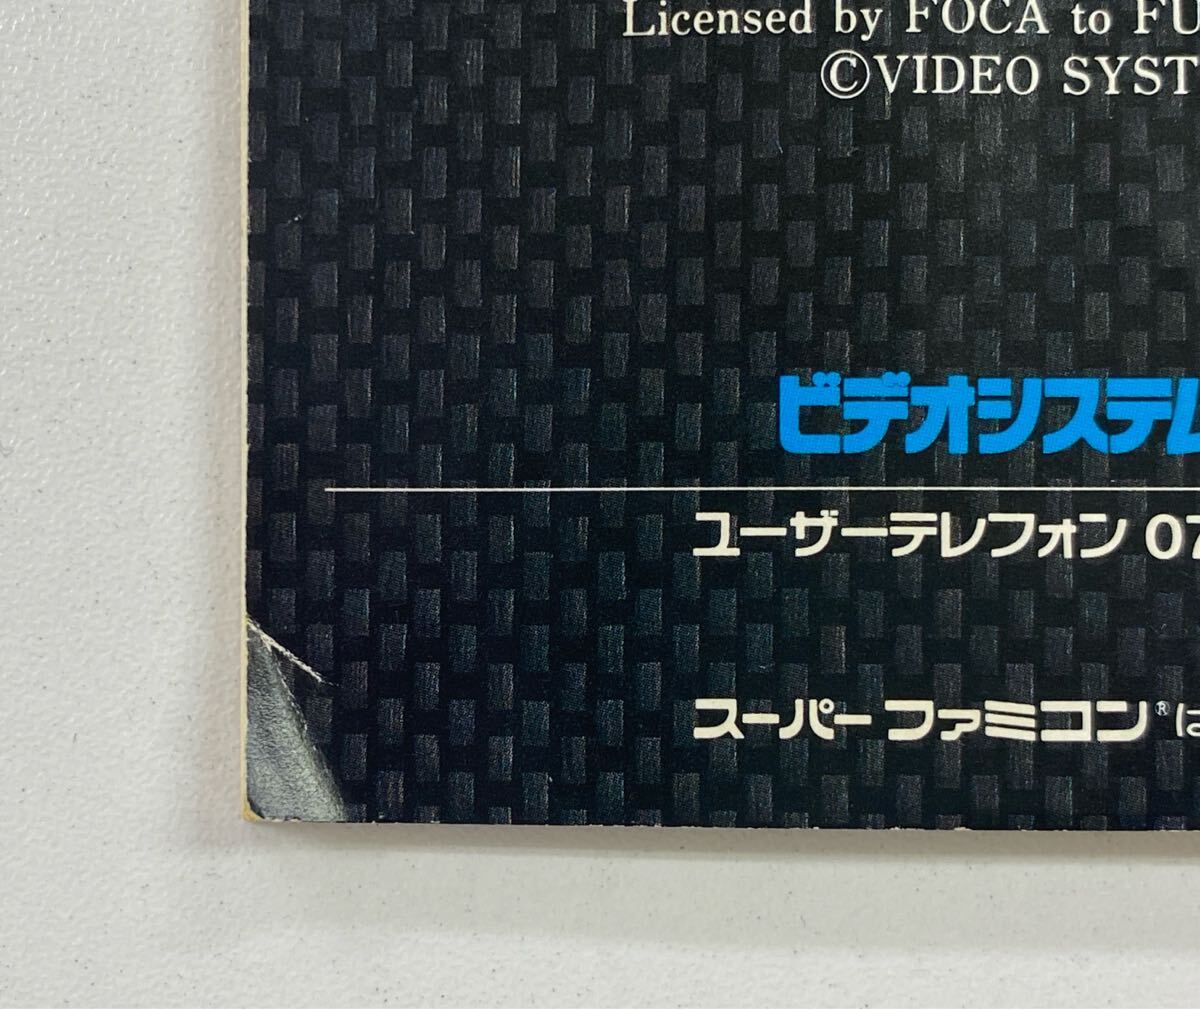 Licensed by FOCA to FU
©VIDEO SYST
ビデオシステム
ユーザーテレフォン 07
スーパーファミコン®は